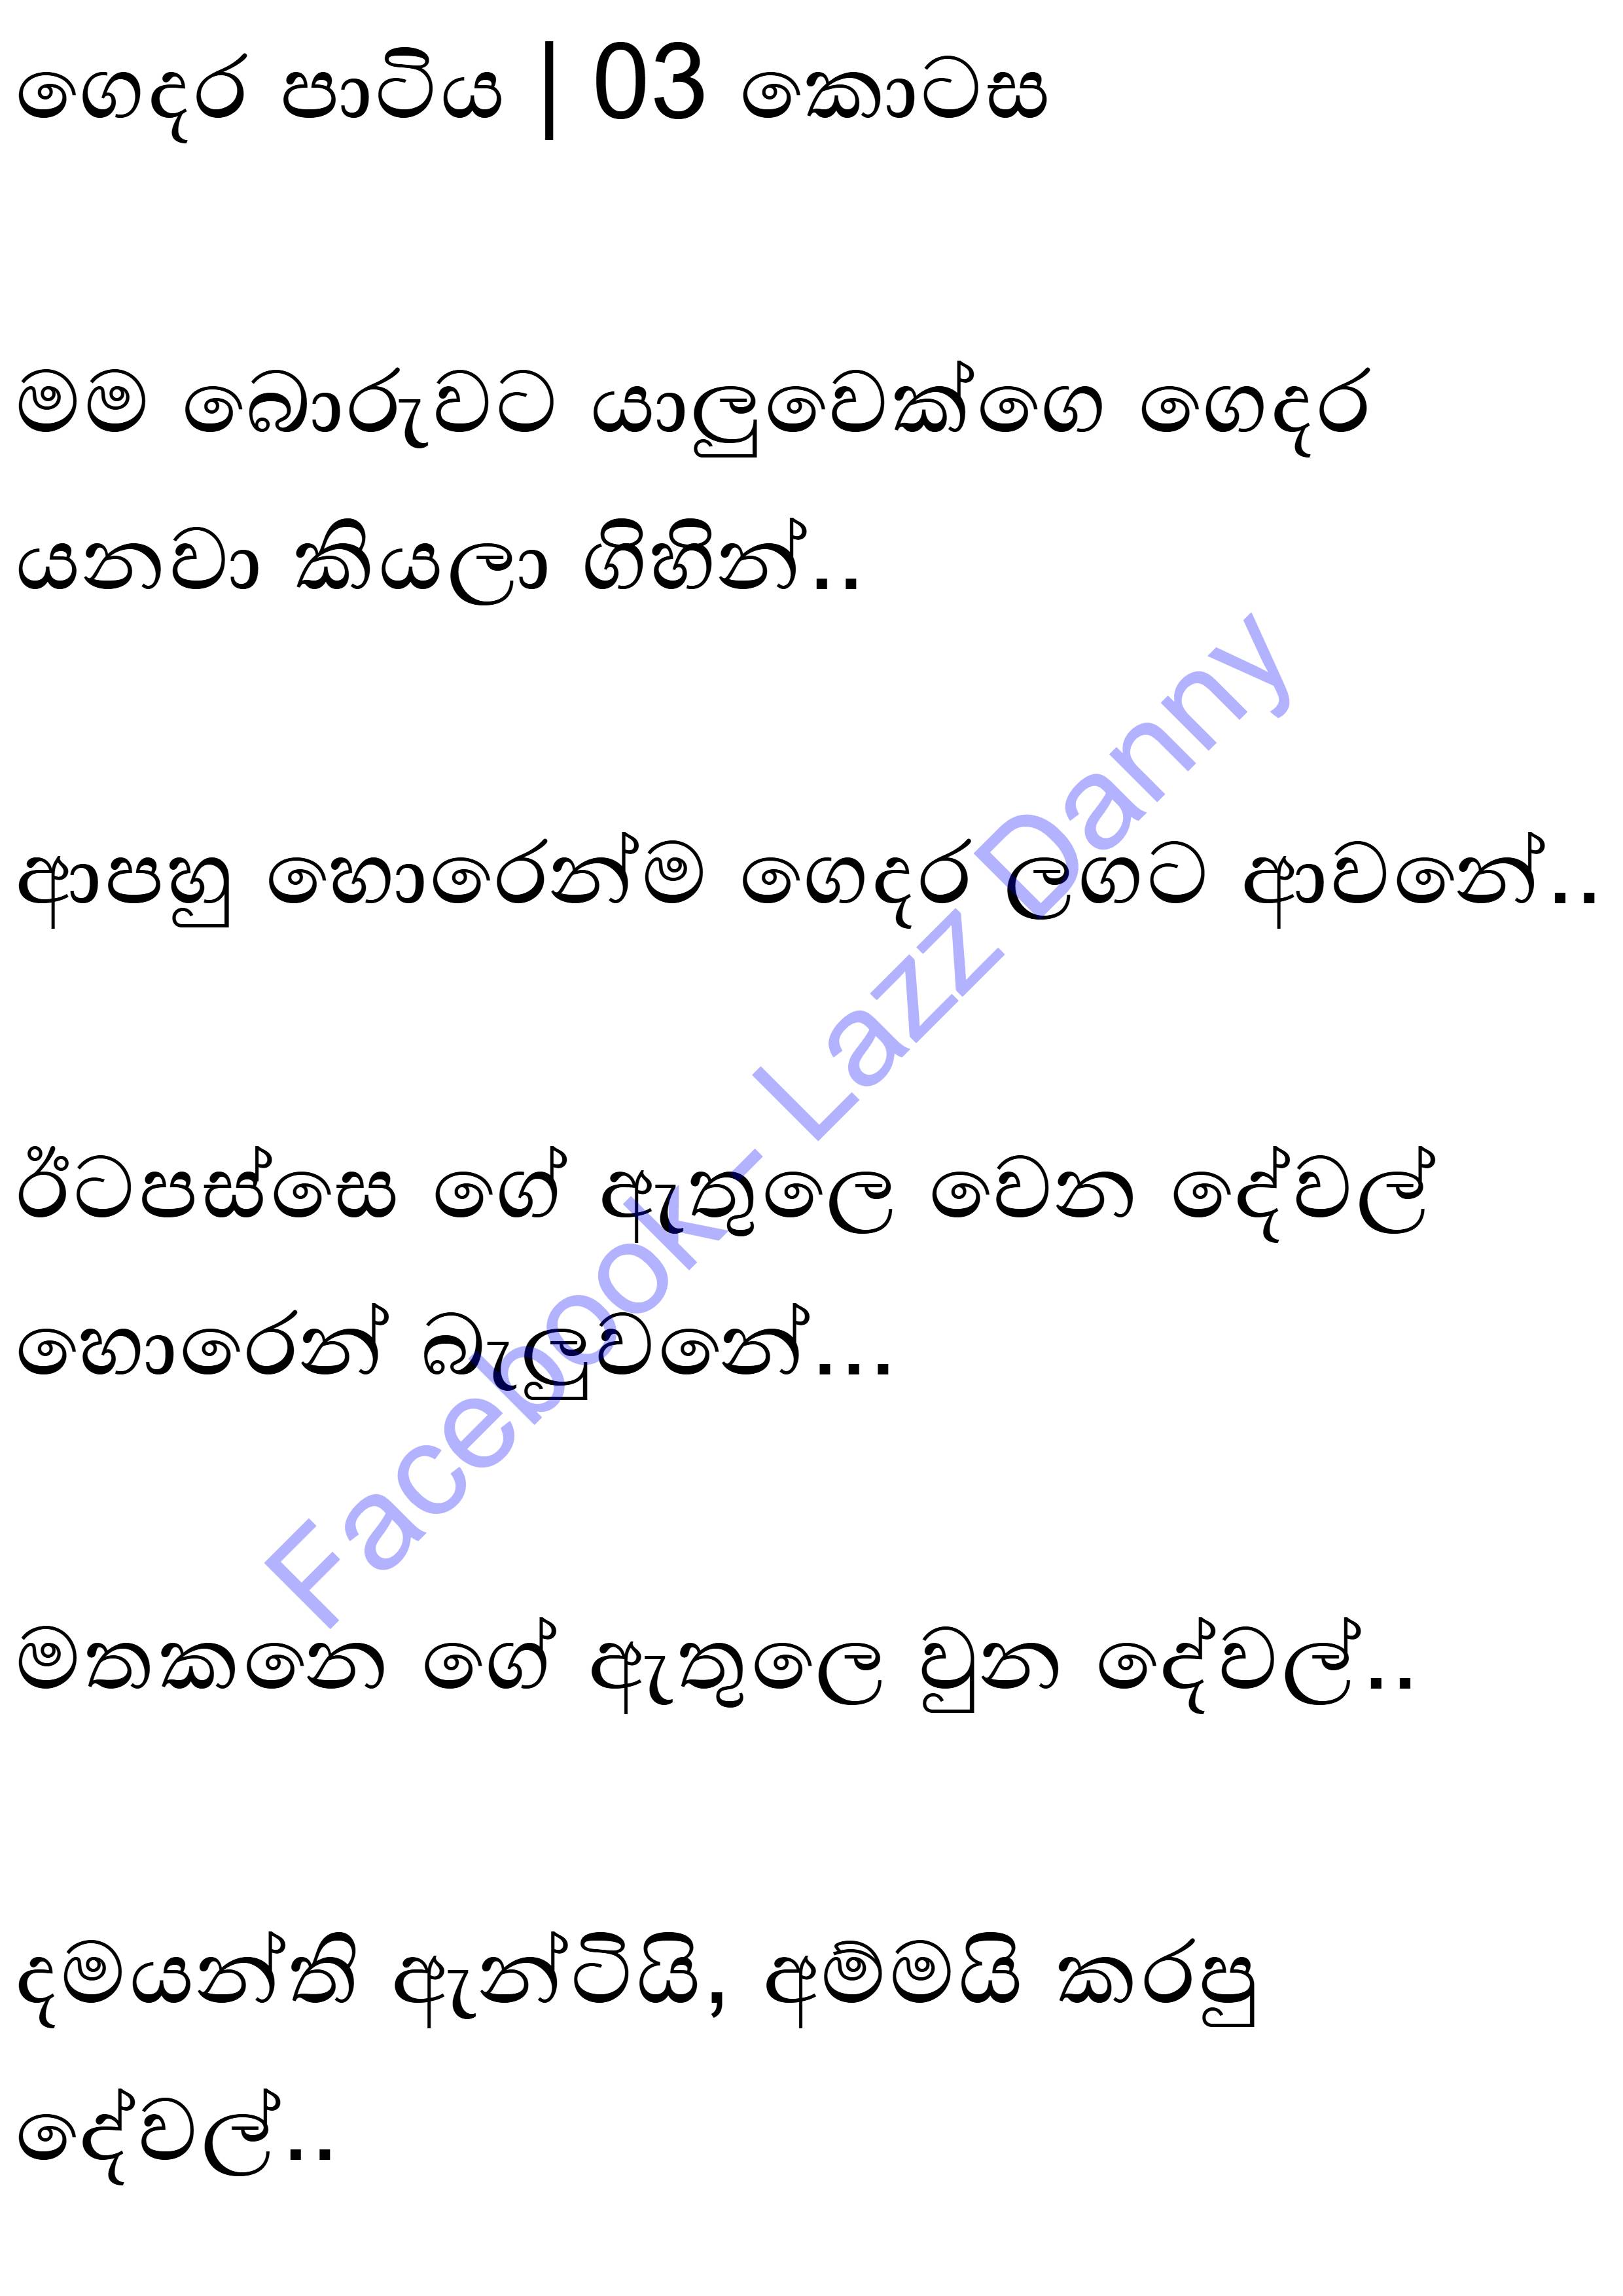 ගෙදර පාටිය | 03 කොටස
මම බොරුවට යාලුවෙක්ගෙ ගෙදර
යනවා කියලා ගිහින්..
ආපහු හොරෙන්ම ගෙදර ලගට ආවනේ..
ඊටපස්සෙ ගේ ඇතුලෙ වෙන දේවල්
හොරෙන් බැලුවනේ...
මතකනෙ ගේ ඇතුලෙ වුන දේවල්..
දමයන්ති ඇන්ටියි, අම්මයි කරපු
දේවල්..
Facebook- Lazz Danny